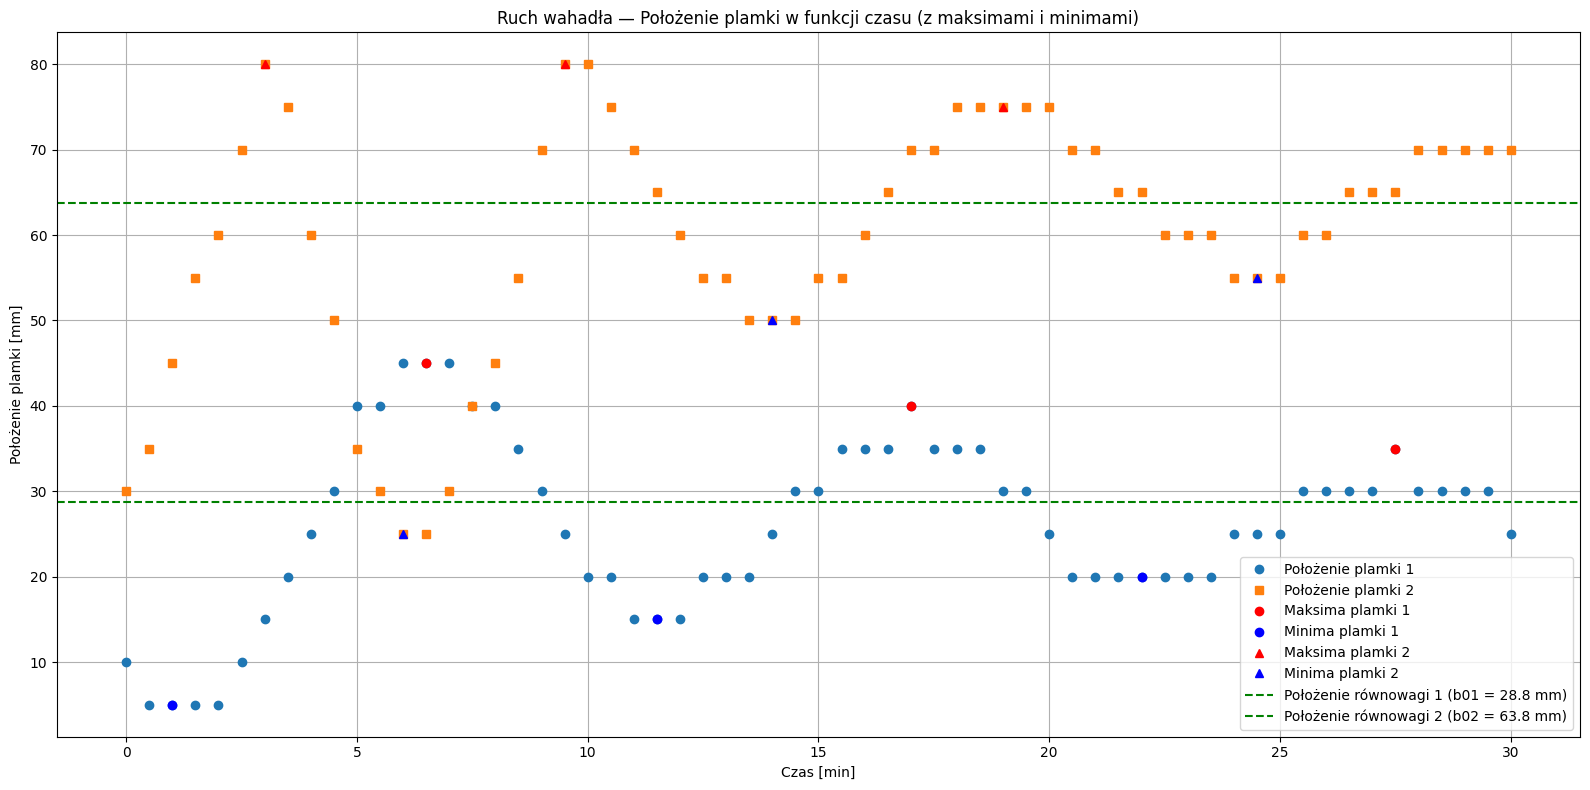 Ruch wahadła — Położenie plamki w funkcji czasu (z maksimami i minimami)
Położenie plamki [mm]
80
70
60
50
40
30
20
10
Położenie plamki 1
Położenie plamki 2
Maksima plamki 1
Minima plamki 1
Maksima plamki 2
Minima plamki 2
Położenie równowagi 1 (b01 = 28.8 mm)
Położenie równowagi 2 (b02 = 63.8 mm)
0 5 10 15 20 25 30
Czas [min]